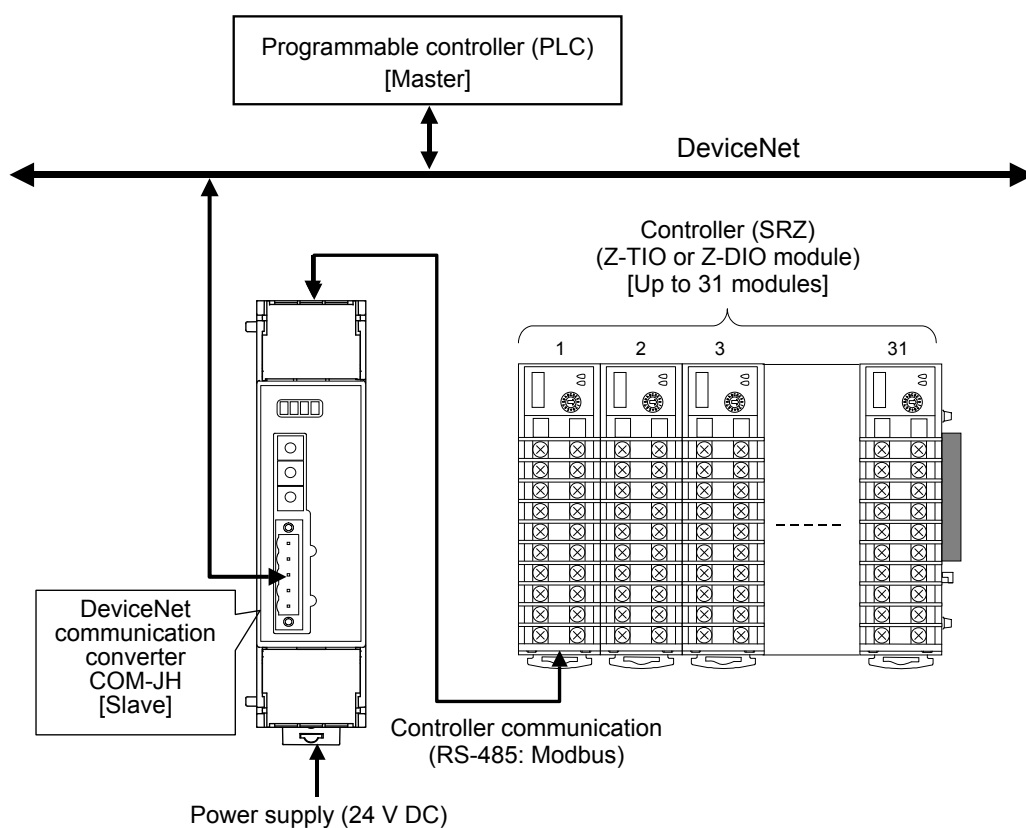 Programmable controller (PLC)
[Master]
DeviceNet
Controller (SRZ)
(Z-TIO or Z-DIO module)
[Up to 31 modules]
1
2
3
31
DeviceNet
communication
converter
COM-JH
[Slave]
Controller communication
(RS-485: Modbus)
Power supply (24 V DC)